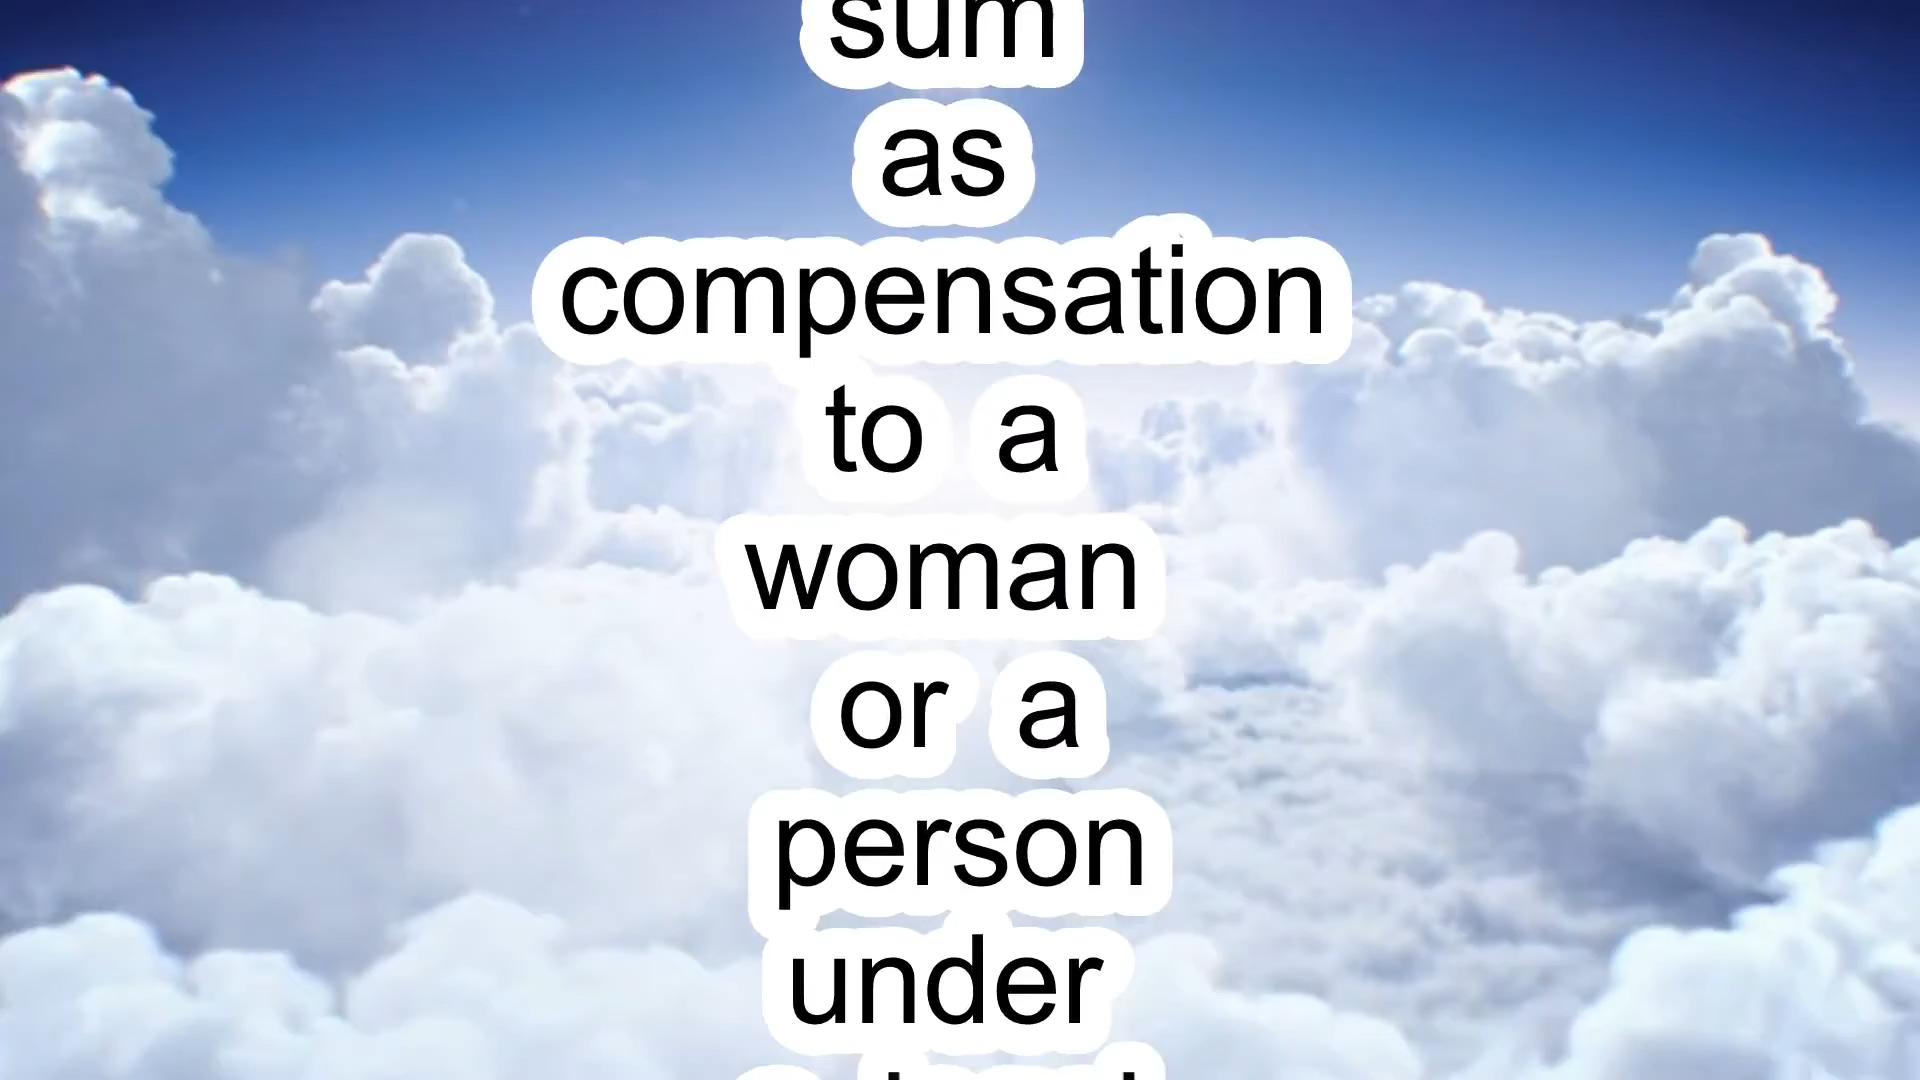 sum
as
compensation
to a
woman
or a
person
under